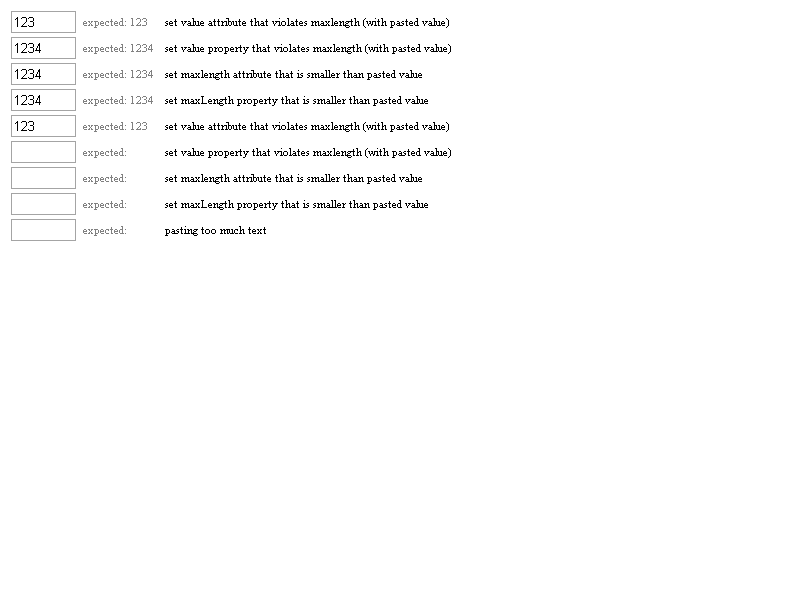 123 expected: 123 set value attribute that violates maxlength (with pasted value)
1234 expected: 1234 set value property that violates maxlength (with pasted value)
1234 expected: 1234 set maxlength attribute that is smaller than pasted value
1234 expected: 1234 set maxLength property that is smaller than pasted value
123 expected: 123 set value attribute that violates maxlength (with pasted value)
expected: set value property that violates maxlength (with pasted value)
expected: set maxlength attribute that is smaller than pasted value
expected: set maxLength property that is smaller than pasted value
expected: pasting too much text